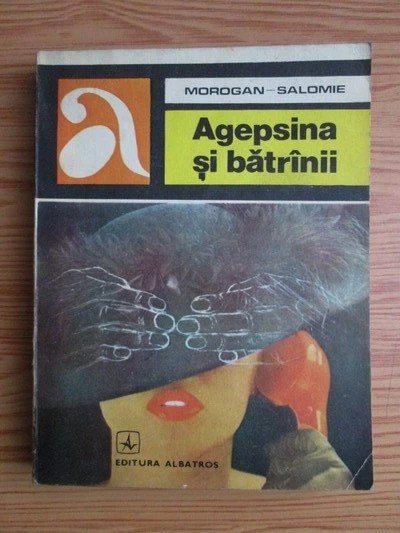 a
MOROGAN-SALOMIE
Agepsina
și bătrînii
EDITURA ALBATROS